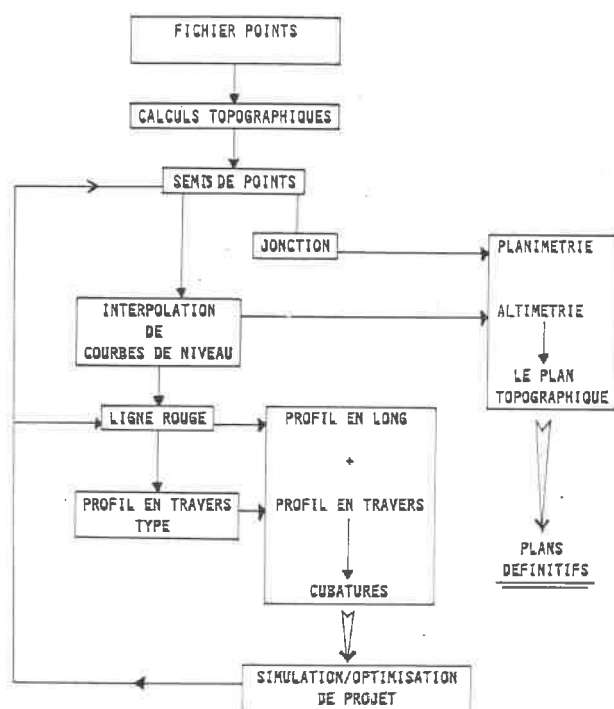 FICHIER POINTS
CALCULS TOPOGRAPHIQUES
SEMIS DE POINTS
JONCTION
PLANIMETRIE
INTERPOLATION
DE
COURBES DE NIVEAU
ALTIMETRIE
LE PLAN
TOPOGRAPHIQUE
LIGNE ROUGE
PROFIL EN LONG
+
PROFIL EN TRAVERS
TYPE
PROFIL EN TRAVERS
PLANS
DEFINITIFS
CUBATURES
SIMULATION/OPTIMISATION
DE PROJET